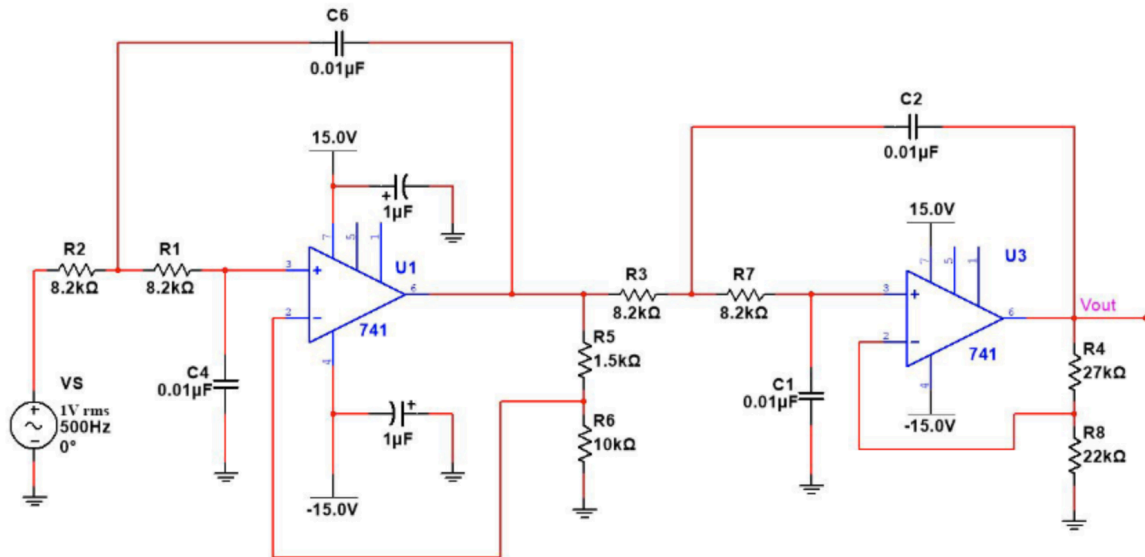 C6
0.01µF
C2
0.01µF
15.0V
1µF
15.0V
R2
8.2kΩ
R1
8.2kΩ
7
5
1
U1
3
2
6
4
741
R3
8.2kΩ
R7
8.2kΩ
7
5
1
U3
3
2
6
4
741
Vout
R5
1.5kΩ
R4
27kΩ
C4
0.01µF
C1
0.01µF
VS
1V rms
500Hz
0°
1µF
R6
10kΩ
-15.0V
R8
22kΩ
-15.0V